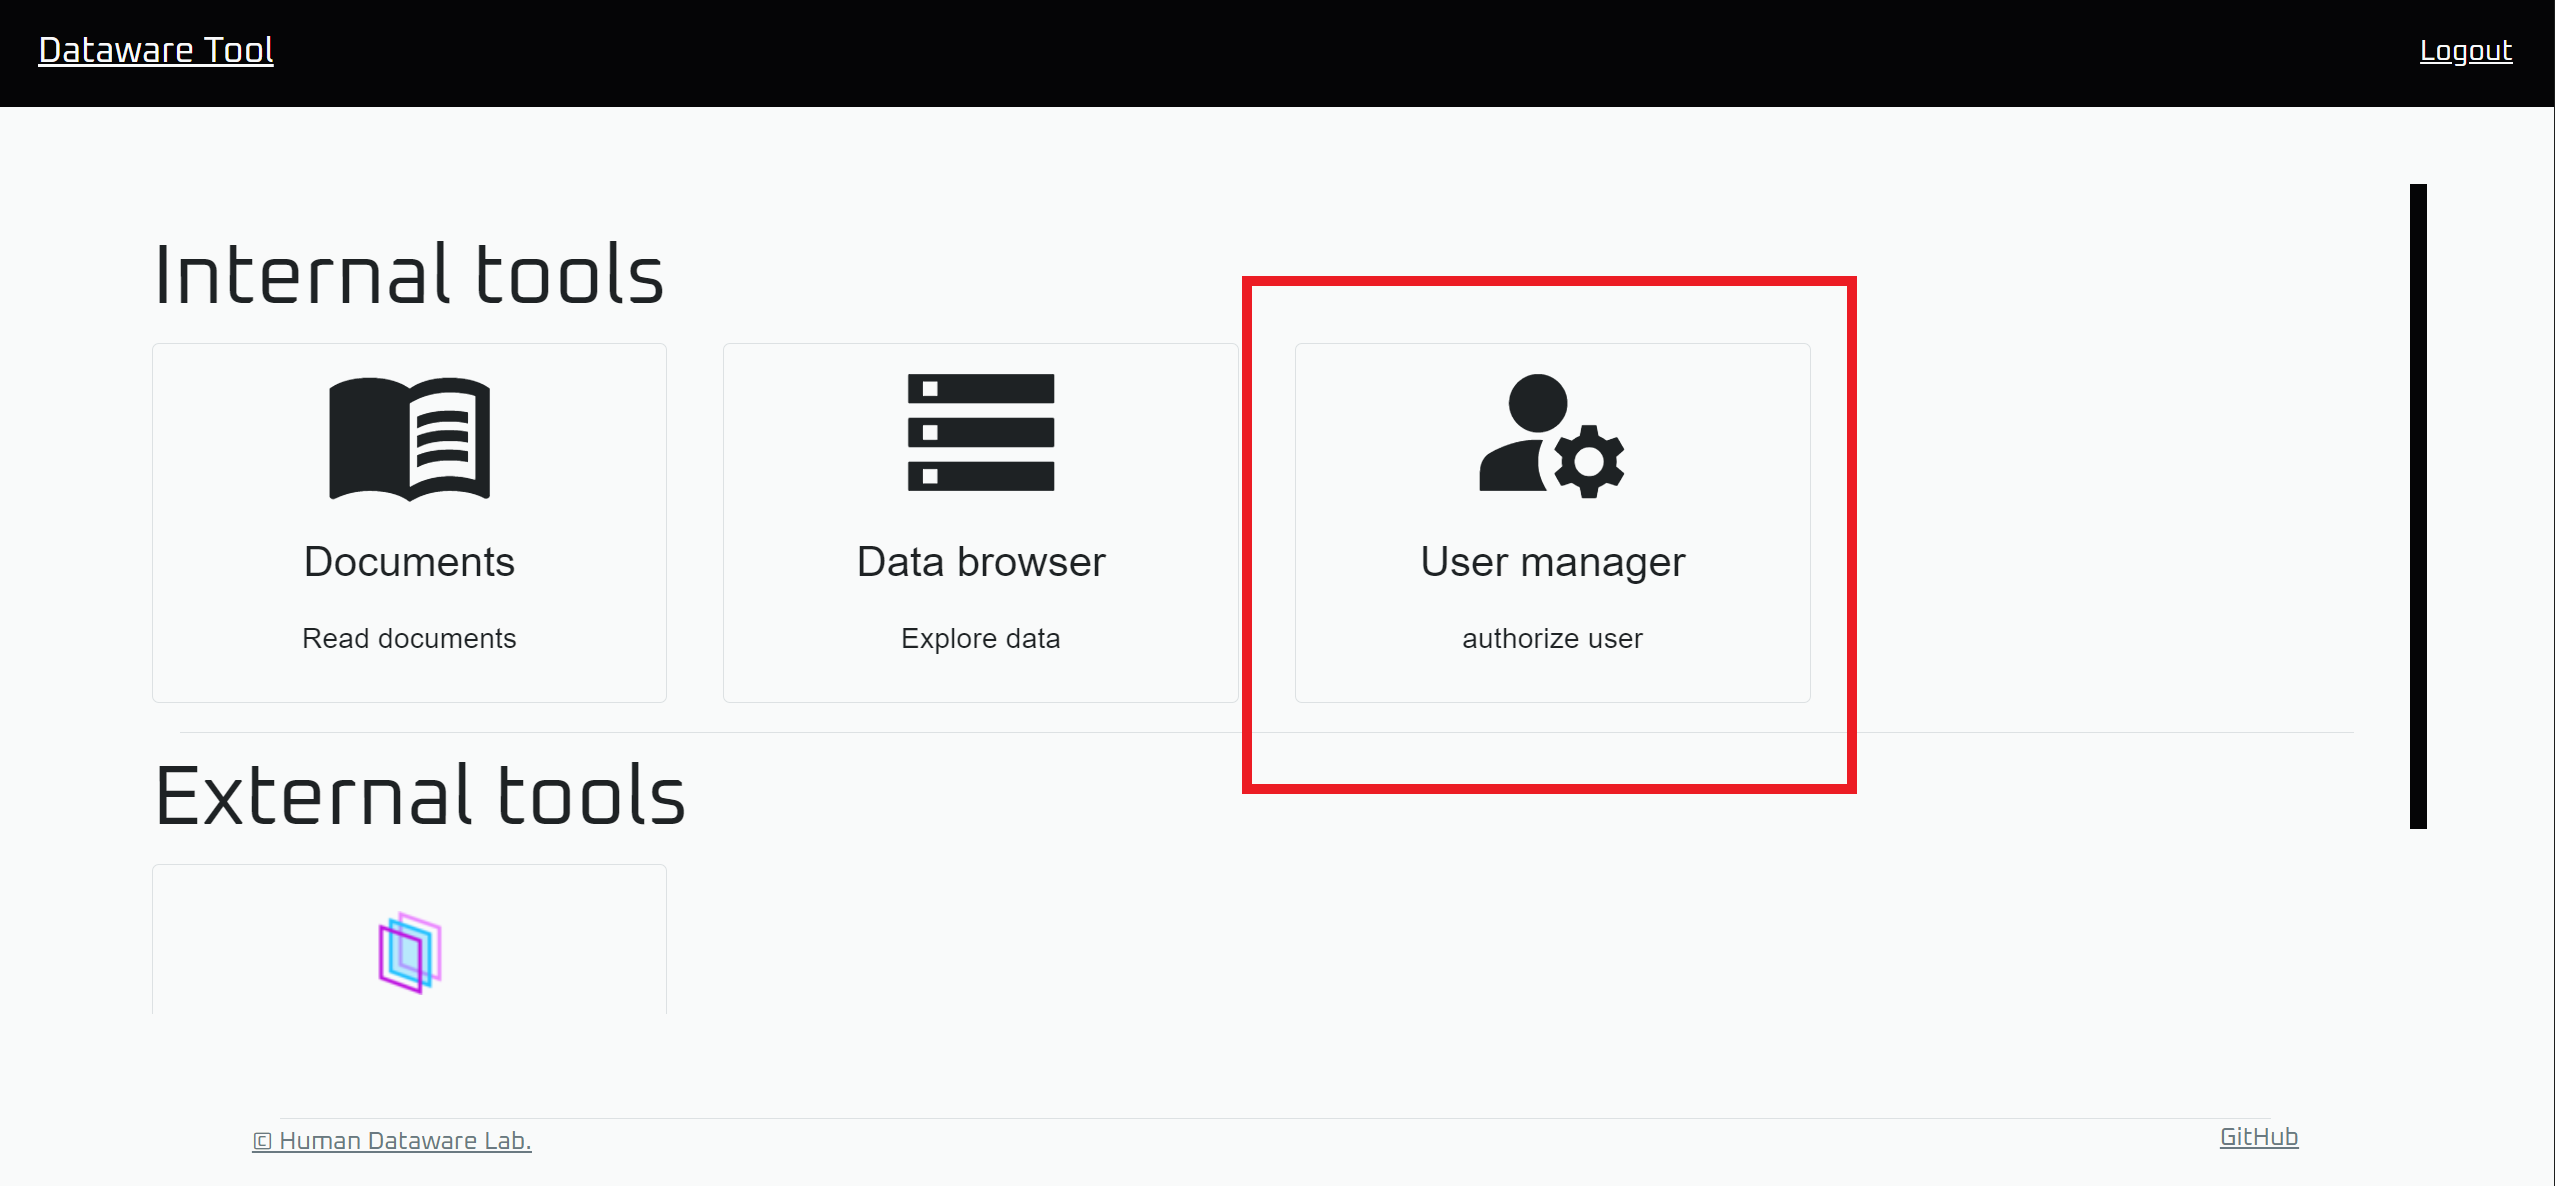 Dataware Tool
Logout
Internal tools
Documents
Read documents
Data browser
Explore data
User manager
authorize user
External tools
© Human Dataware Lab.
GitHub